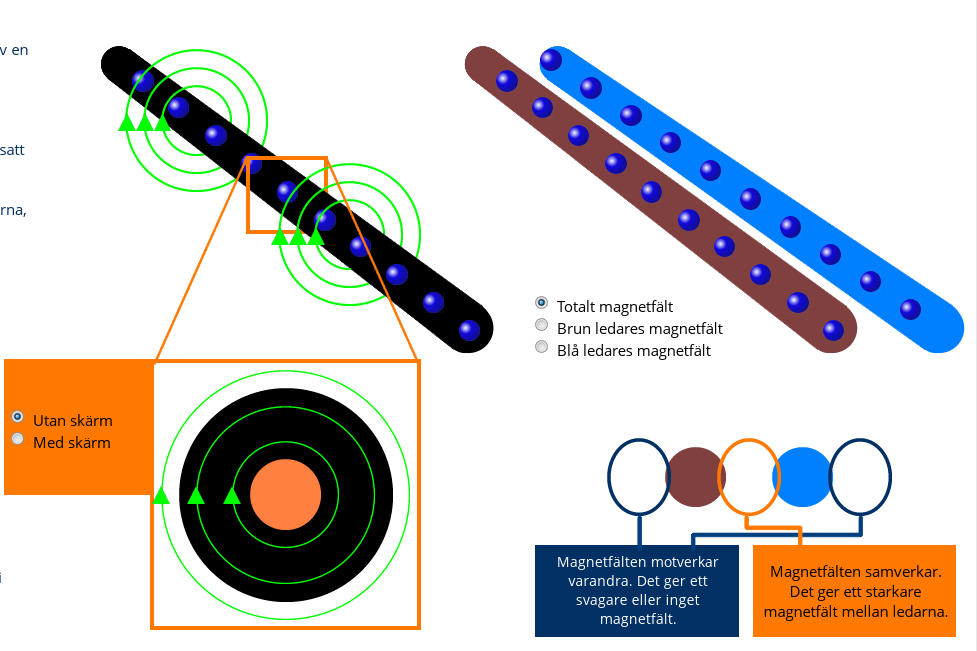 v en
satt
rna,
i
Totalt magnetfält
Brun ledares magnetfält
Blå ledares magnetfält
Utan skärm
Med skärm
Magnetfälten motverkar
varandra. Det ger ett
svagare eller inget
magnetfält.
Magnetfälten samverkar.
Det ger ett starkare
magnetfält mellan ledarna.